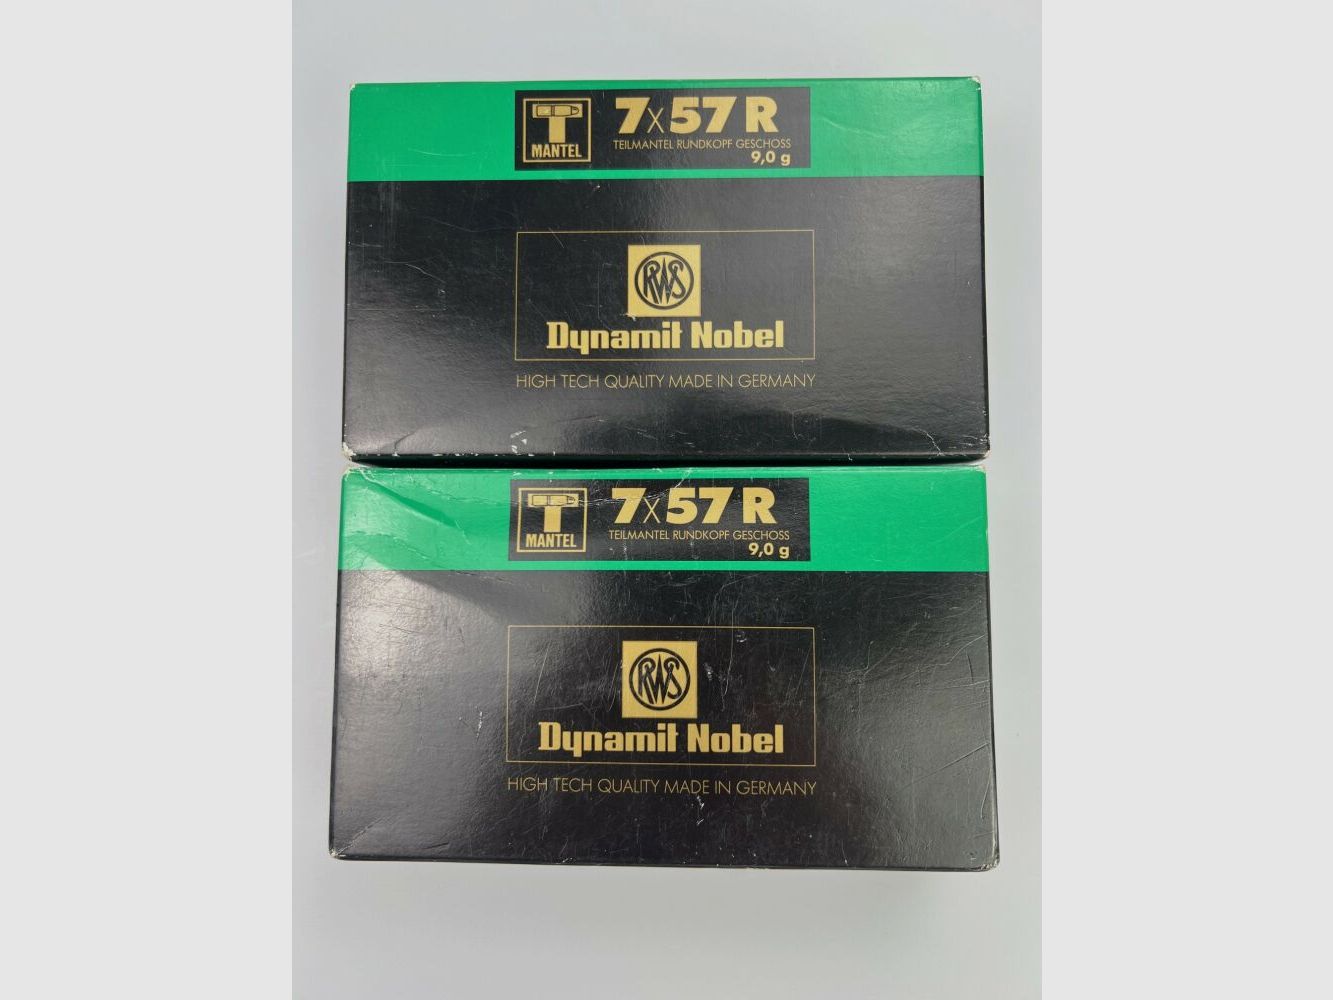 T
MANTEL
7x57 R
TEILMANTEL RUNDKOPF GESCHOSS
9,0 g
RWS
Dynamit Nobel
HIGH TECH QUALITY MADE IN GERMANY
T
MANTEL
7x57 R
TEILMANTEL RUNDKOPF GESCHOSS
9,0 g
RWS
Dynamit Nobel
HIGH TECH QUALITY MADE IN GERMANY